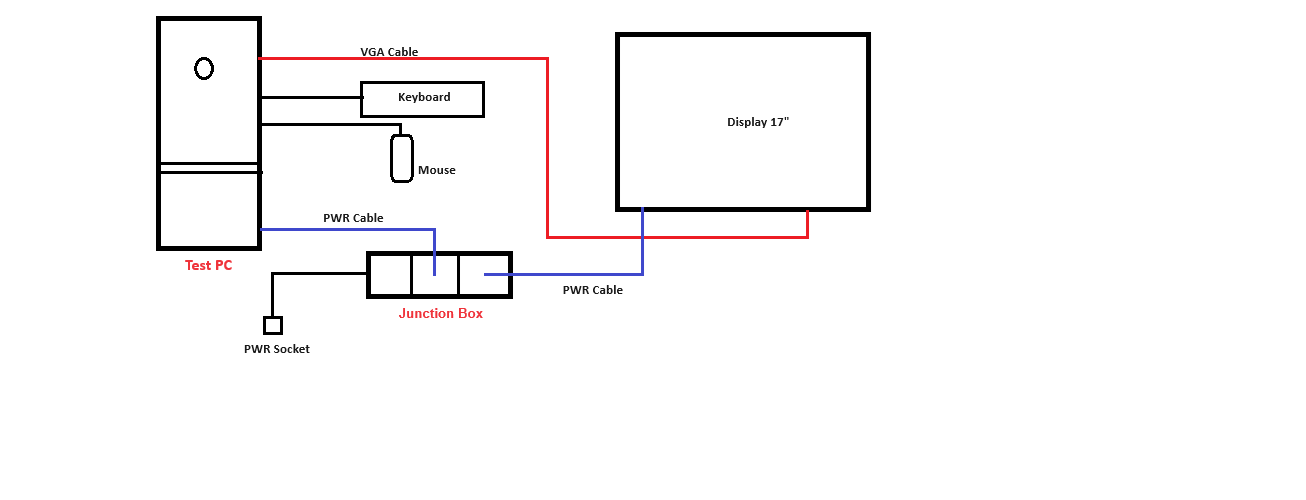 VGA Cable
Keyboard
Display 17"
Mouse
PWR Cable
Test PC
PWR Cable
Junction Box
PWR Socket